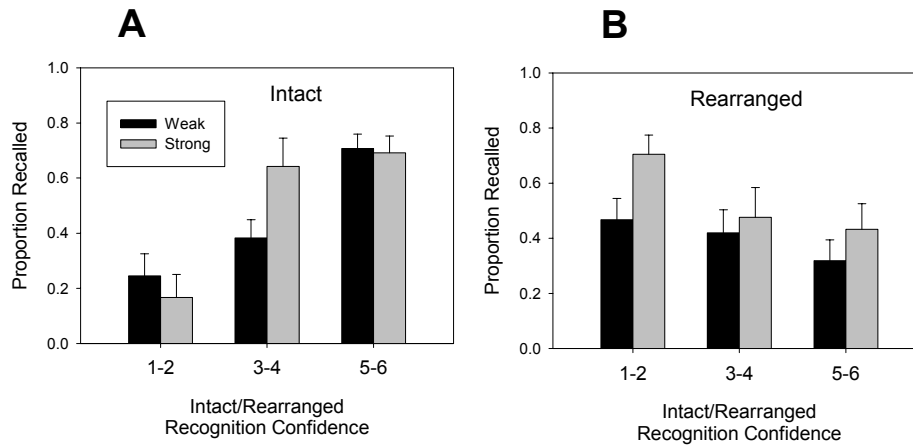 A
Intact
Weak
Strong
Proportion Recalled
1.0
0.8
0.6
0.4
0.2
0.0
1-2 3-4 5-6
Intact/Rearranged
Recognition Confidence
B
Rearranged
Proportion Recalled
1.0
0.8
0.6
0.4
0.2
0.0
1-2 3-4 5-6
Intact/Rearranged
Recognition Confidence